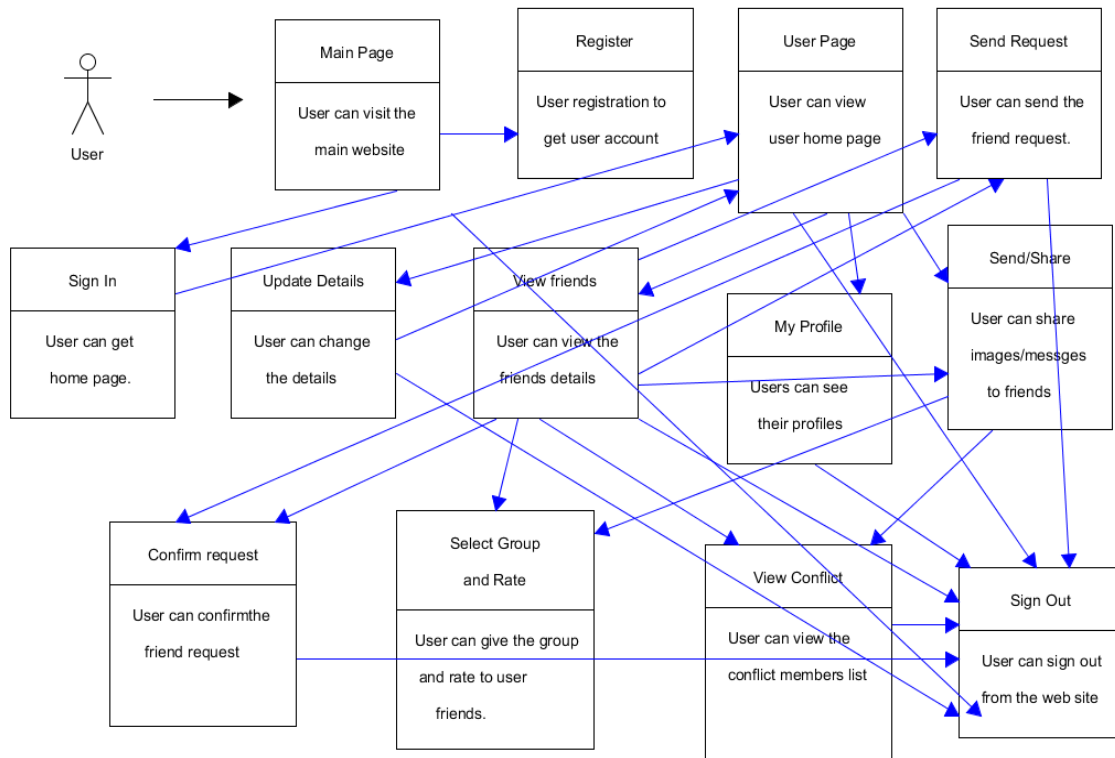 User
Main Page
User can visit the
main website
Register
User registration to
get user account
User Page
User can view
user home page
Send Request
User can send the
friend request.
Sign In
User can get
home page.
Update Details
User can change
the details
View friends
User can view the
friends details
My Profile
Users can see
their profiles
Send/Share
User can share
images/messges
to friends
Confirm request
User can confirmthe
friend request
Select Group
and Rate
User can give the group
and rate to user
friends.
View Conflict
User can view the
conflict members list
Sign Out
User can sign out
from the web site